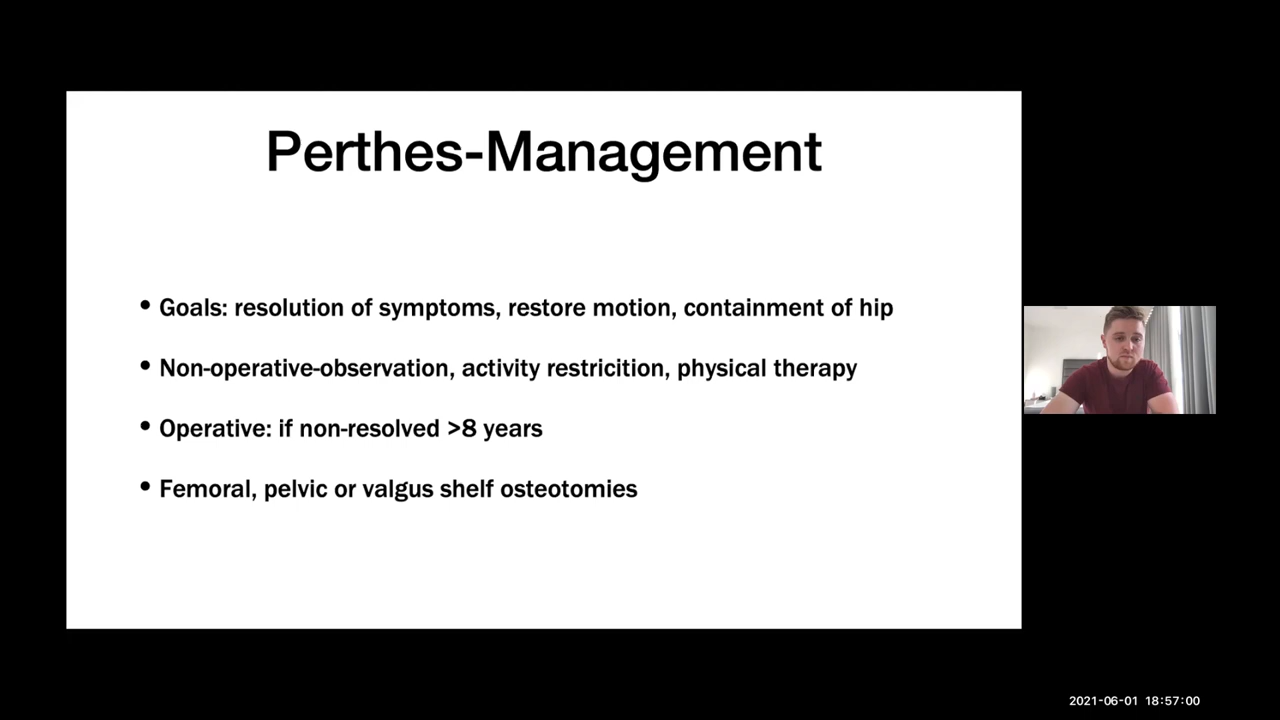 Perthes-Management
• Goals: resolution of symptoms, restore motion, containment of hip
• Non-operative-observation, activity restricition, physical therapy
• Operative: if non-resolved >8 years
• Femoral, pelvic or valgus shelf osteotomies
2021-06-01 18:57:00